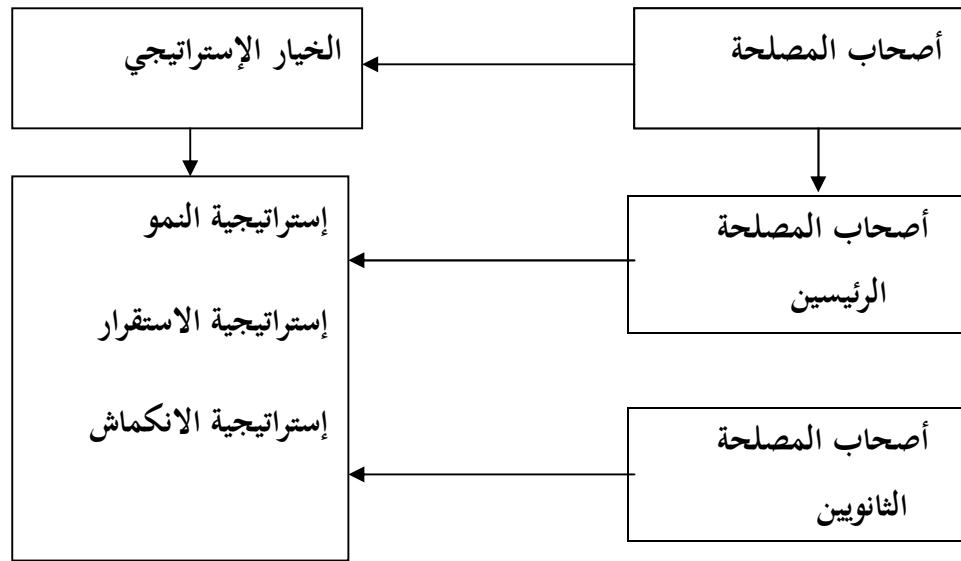 أصحاب المصلحة
الخيار الإستراتيجي
أصحاب المصلحة
الرئيسين
إستراتيجية النمو
إستراتيجية الاستقرار
إستراتيجية الانكماش
أصحاب المصلحة
الثانويين